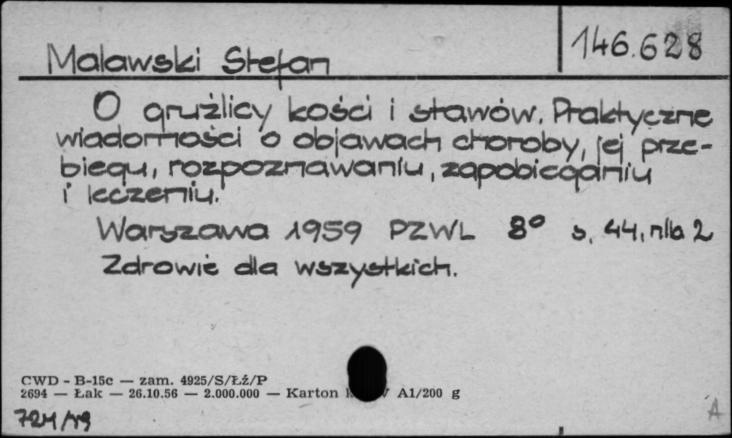 146.628
Malawski Stefan
O gruźlicy kości i stawów. Praktyczne
wiadomości o objawach choroby, jej prze-
biegu, rozpoznawaniu, zapobieganiu
i leczeniu.
Warszawa 1959 PZWL 8° s. 44, nlb 2
Zdrowie dla wszystkich.
CWD - B-15c — zam. 4925/S/Łż/P
2694 — Łak — 26.10.56 — 2.000.000 — Karton A1/200 g
A